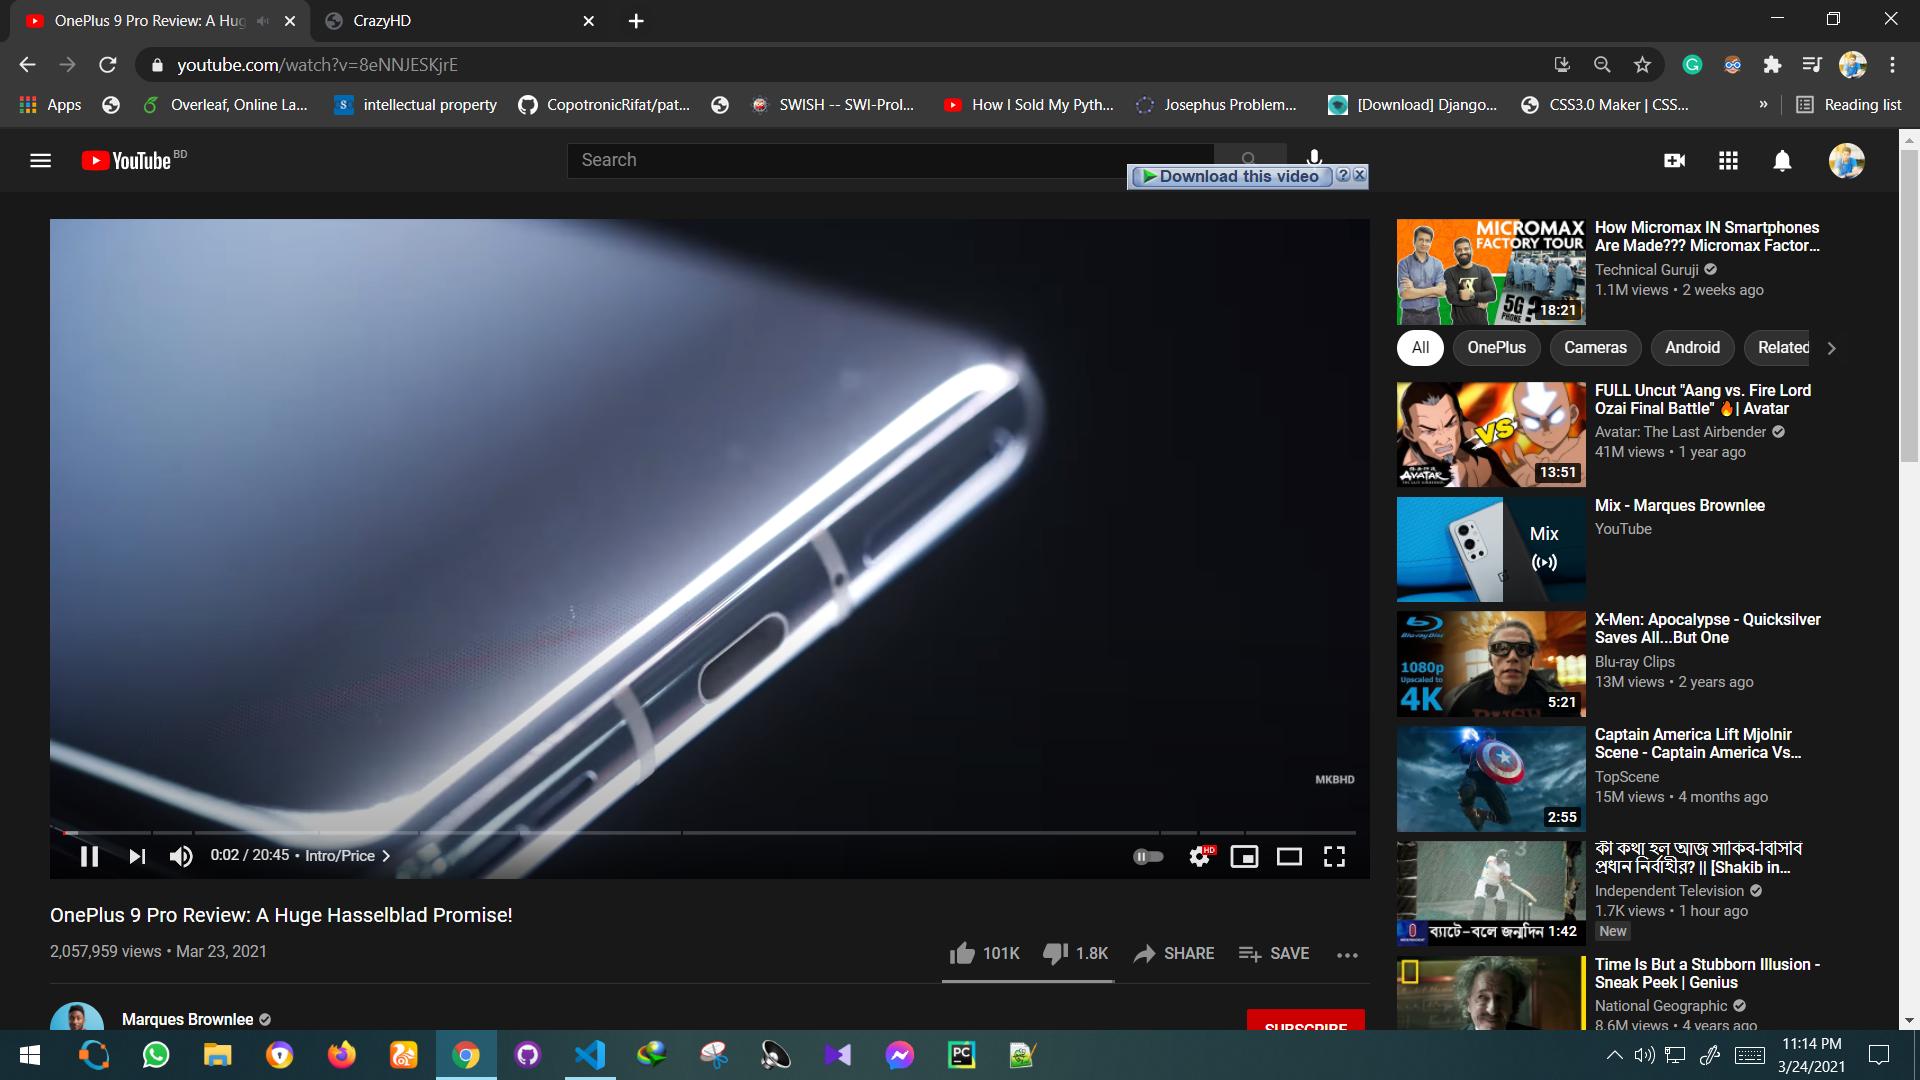 OnePlus 9 Pro Review: A Hug
CrazyHD
youtube.com/watch?v=8eNNJESKjrE
Apps
Overleaf, Online La...
intellectual property
CopotronicRifat/pat...
SWISH -- SWI-Prol...
How I Sold My Pyth...
Josephus Problem...
[Download] Django...
CSS3.0 Maker | CSS...
»
Reading list
YouTube BD
Search
Download this video
MKBHD
0:02 / 20:45 • Intro/Price
HD
OnePlus 9 Pro Review: A Huge Hasselblad Promise!
2,057,959 views • Mar 23, 2021
101K
1.8K
SHARE
SAVE
Marques Brownlee
SUBSCRIBE
MICROMAX
FACTORY TOUR
5G ?
PHONE
18:21
How Micromax IN Smartphones
Are Made??? Micromax Factor...
Technical Guruji
1.1M views • 2 weeks ago
All
OnePlus
Cameras
Android
Related
VS
AVATAR
13:51
FULL Uncut "Aang vs. Fire Lord
Ozai Final Battle" 🔥| Avatar
Avatar: The Last Airbender
41M views • 1 year ago
Mix
Mix - Marques Brownlee
YouTube
Blu-ray Disc
1080p
Upscaled to
4K
5:21
X-Men: Apocalypse - Quicksilver
Saves All...But One
Blu-ray Clips
13M views • 2 years ago
2:55
Captain America Lift Mjolnir
Scene - Captain America Vs...
TopScene
15M views • 4 months ago
3
ব্যাটে-বলে জন্মদিন
1:42
কী কথা হল আজ সাকিব-বিসিবি
প্রধান নির্বাহীর? || [Shakib in...
Independent Television
1.7K views • 1 hour ago
New
Time Is But a Stubborn Illusion -
Sneak Peek | Genius
National Geographic
8.6M views • 4 years ago
PC
11:14 PM
3/24/2021